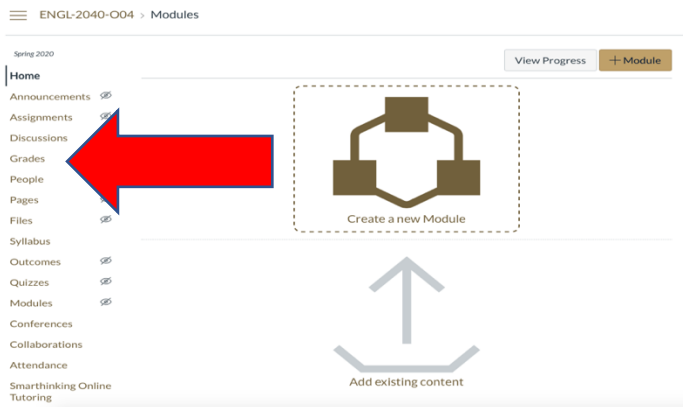 ENGL-2040-O04 > Modules
Spring 2020
View Progress
+ Module
Home
Announcements
Assignments
Discussions
Grades
People
Pages
Files
Syllabus
Outcomes
Quizzes
Modules
Conferences
Collaborations
Attendance
Smarthinking Online
Tutoring
Create a new Module
Add existing content